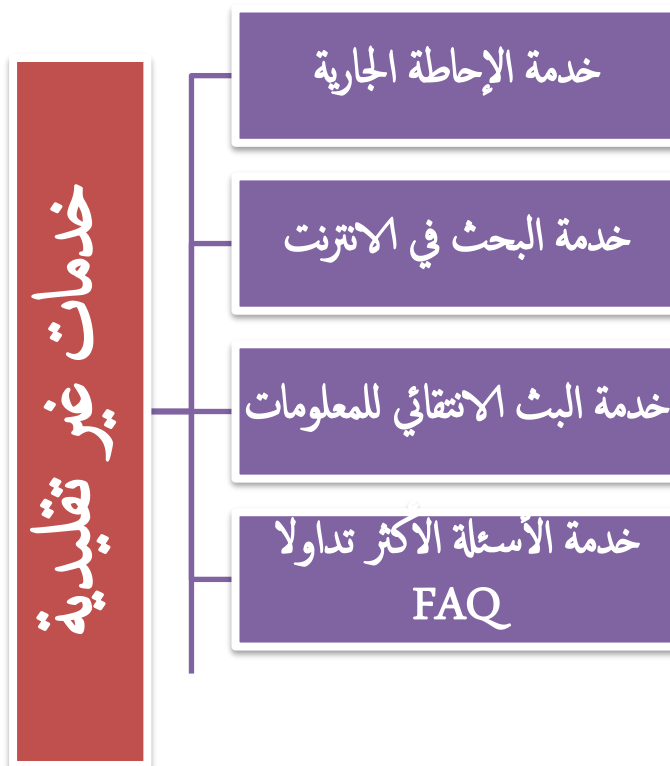 خدمات غير تقليدية
خدمة الإحاطة الجارية
خدمة البحث في الانترنت
خدمة البث الانتقائي للمعلومات
خدمة الأسئلة الأكثر تداولا
FAQ